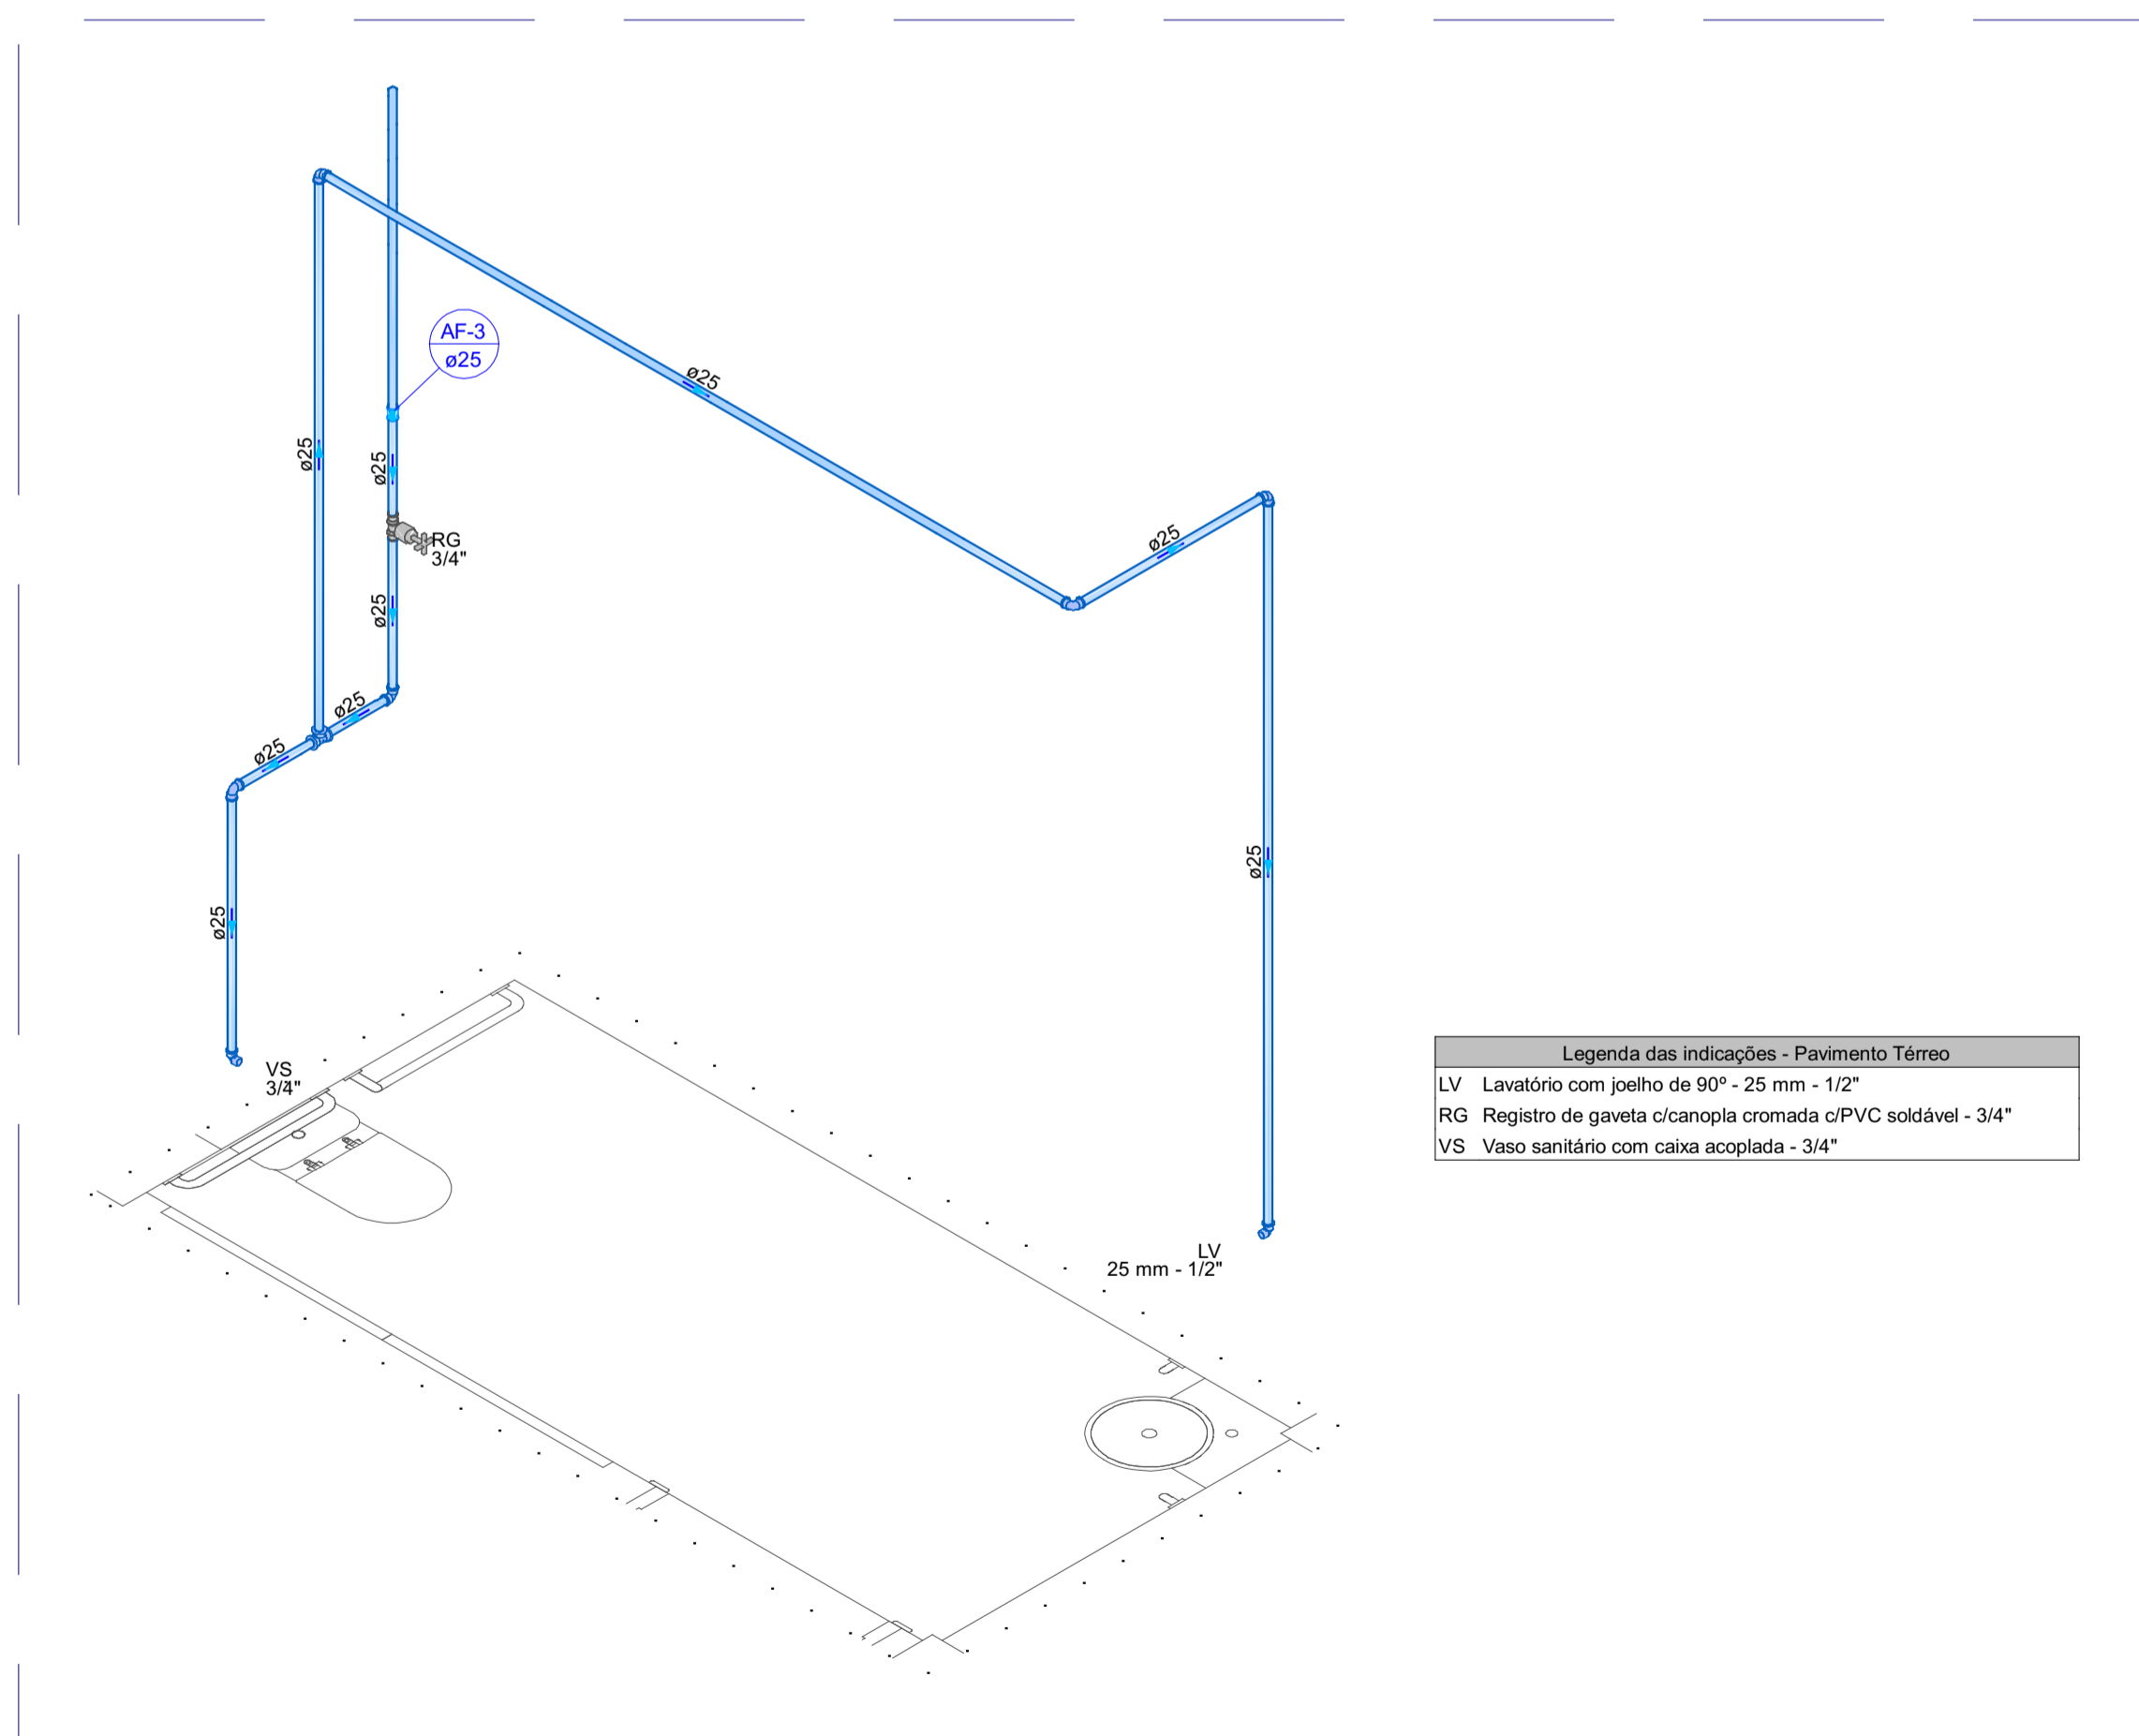 AF-3
ø25
ø25
ø25
ø25
RG
3/4"
ø25
ø25
ø25
ø25
ø25
ø25
ø25
VS
3/4"
LV
25 mm - 1/2"
Legenda das indicações - Pavimento Térreo
LV Lavatório com joelho de 90º - 25 mm - 1/2"
RG Registro de gaveta c/canopla cromada c/PVC soldável - 3/4"
VS Vaso sanitário com caixa acoplada - 3/4"